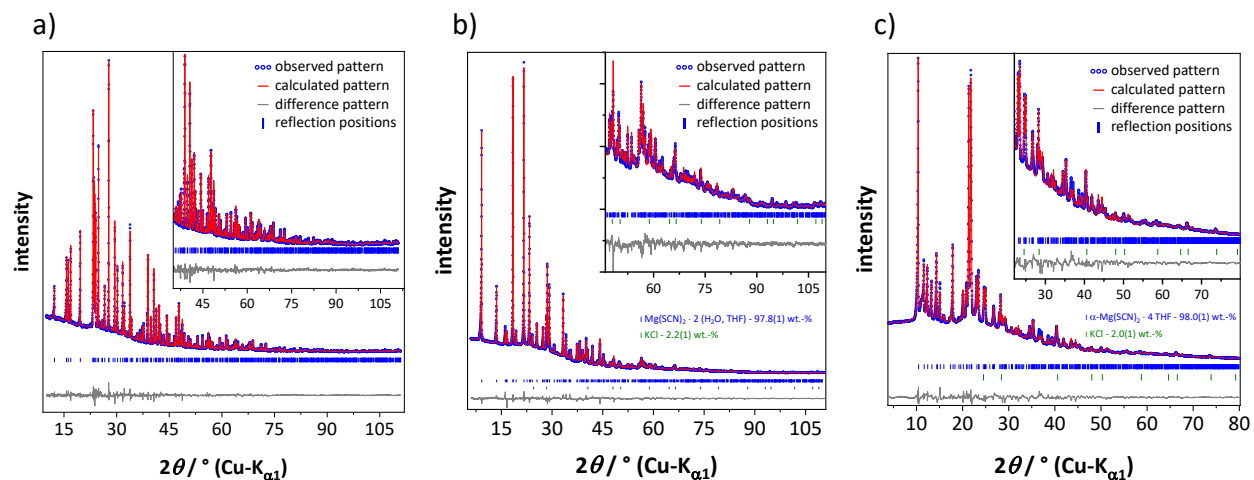 a)
ooo observed pattern
— calculated pattern
— difference pattern
| reflection positions
45 60 75 90 105
intensity
15 30 45 60 75 90 105
2θ / ° (Cu-Kα1)
b)
ooo observed pattern
— calculated pattern
— difference pattern
| reflection positions
60 75 90 105
ı Mg(SCN)₂ · 2 (H₂O, THF) - 97.8(1) wt.-%
ı KCl - 2.2(1) wt.-%
intensity
15 30 45 60 75 90 105
2θ / ° (Cu-Kα1)
c)
ooo observed pattern
— calculated pattern
— difference pattern
| reflection positions
30 40 50 60 70
ı α-Mg(SCN)₂ · 4 THF - 98.0(1) wt.-%
ı KCl - 2.0(1) wt.-%
intensity
10 20 30 40 50 60 70 80
2θ / ° (Cu-Kα1)